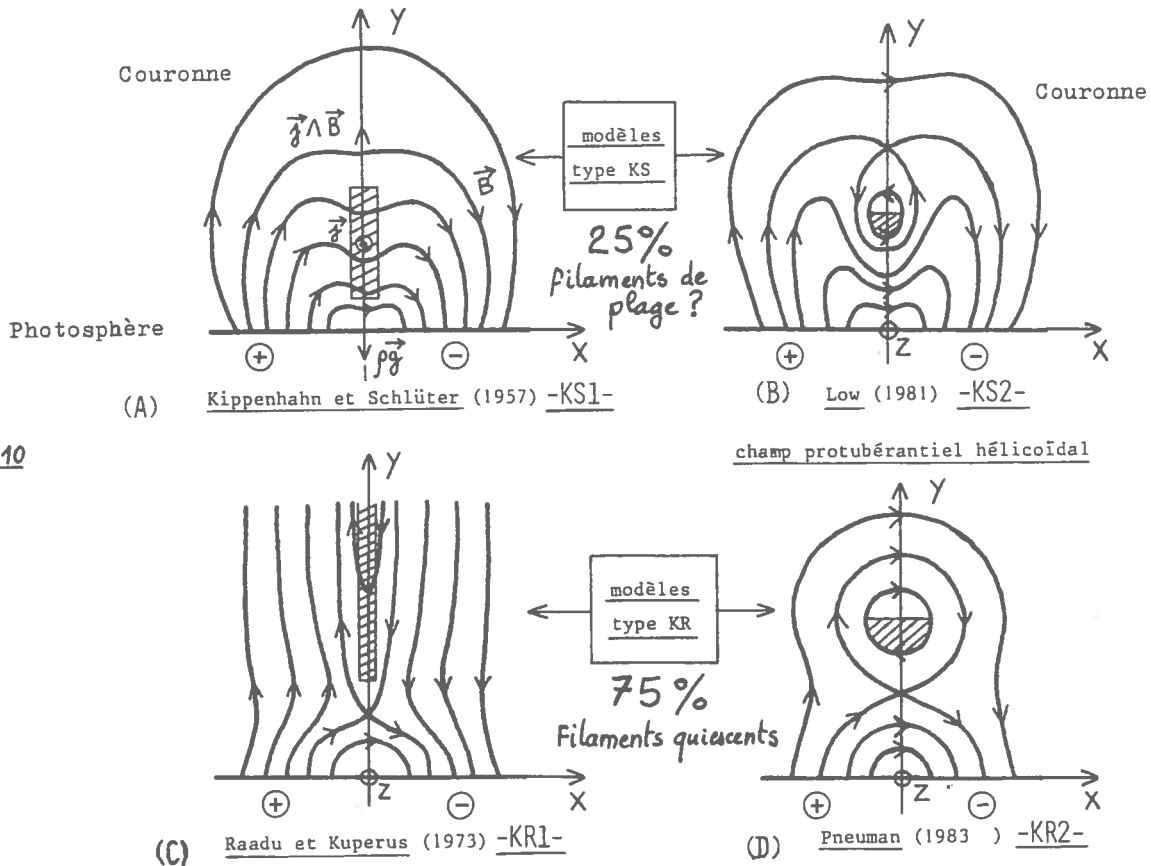 Y
Y
Couronne
Couronne
j ∧ B
modèles
type KS
B
j
25%
Filaments de
plage ?
Photosphère
X
Z
X
+
ρg
-
+
-
(A) Kippenhahn et Schlüter (1957) -KS1-
(B) Low (1981) -KS2-
10
champ protubérantiel hélicoïdal
Y
Y
modèles
type KR
75%
Filaments quiescents
Z
X
Z
X
+
-
+
-
(C) Raadu et Kuperus (1973) -KR1-
(D) Pneuman (1983 ) -KR2-